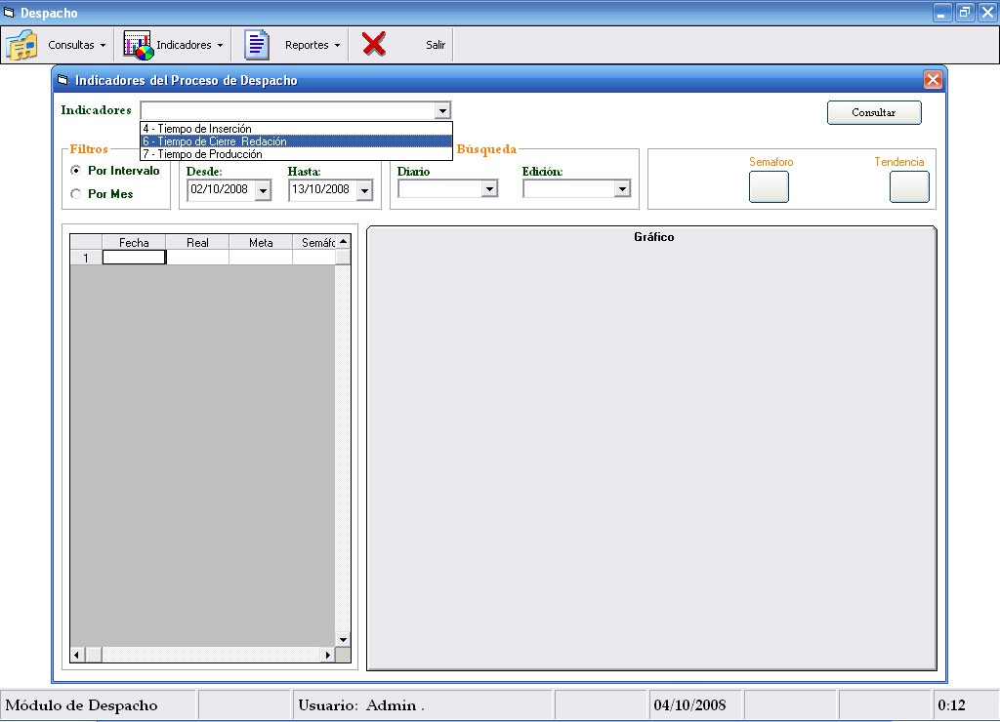 Despacho
Consultas
Indicadores
Reportes
Salir
Indicadores del Proceso de Despacho
Indicadores
Consultar
4 - Tiempo de Inserción
6 - Tiempo de Cierre  Redación
7 - Tiempo de Producción
Filtros
Búsqueda
Por Intervalo
Por Mes
Desde:
Hasta:
02/10/2008
13/10/2008
Diario
Edición:
Semaforo
Tendencia
Fecha Real Meta Semáfo
1
Gráfico
Módulo de Despacho
Usuario:  Admin .
04/10/2008
0:12